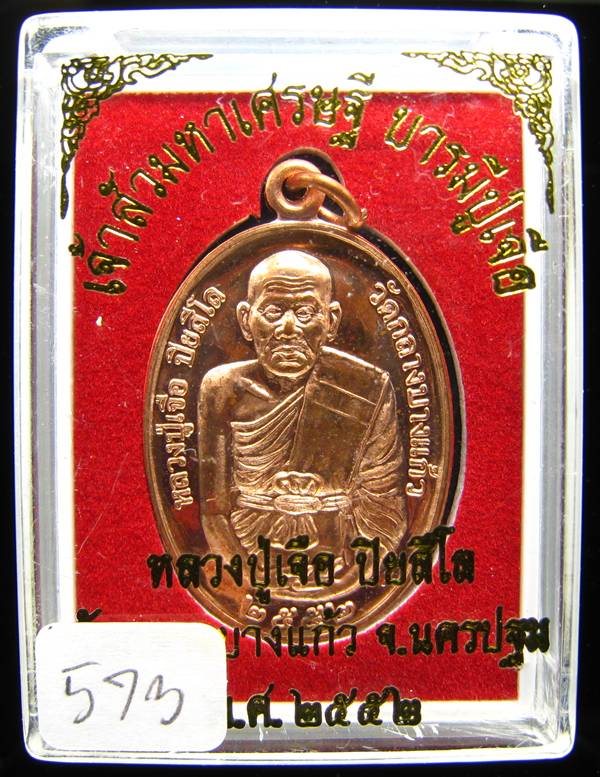 เจ้าสัวมหาเศรษฐี บารมีปู่เจือ
หลวงปู่เจือ ปิยสีโล
วัดกลางบางแก้ว
๒๕๕๒
หลวงปู่เจือ ปิยสีโล
บางแก้ว จ.นครปฐม
.ศ. ๒๕๕๒
573